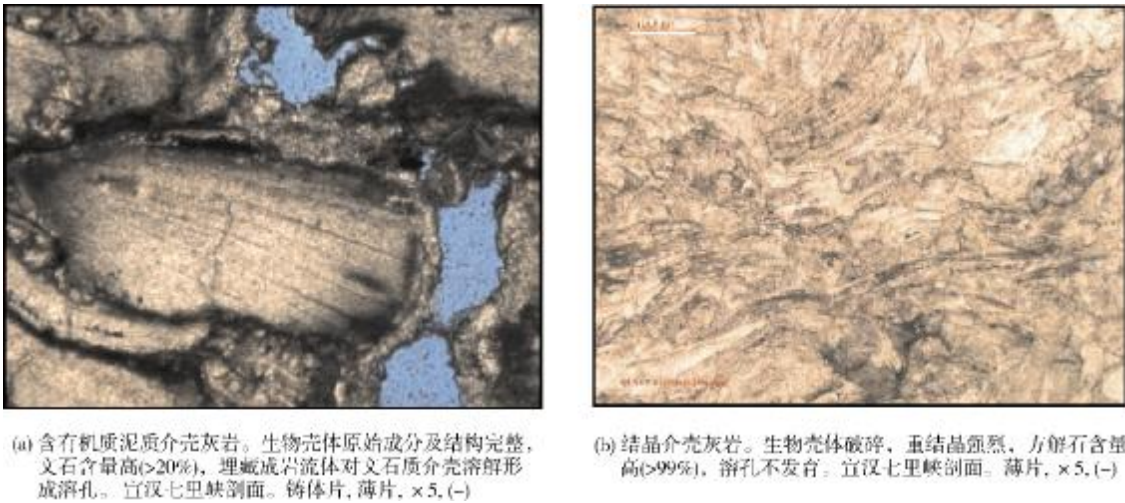 (a) 含有机质泥质介壳灰岩。生物壳体原始成分及结构完整，
文石含量高(>20%)，埋藏成岩流体对文石质介壳溶解形
成溶孔。宣汉七里峡剖面。铸体片, 薄片, ×5, (-)
(b) 结晶介壳灰岩。生物壳体破碎，重结晶强烈，方解石含量
高(>99%)，溶孔不发育。宣汉七里峡剖面。薄片, ×5, (-)